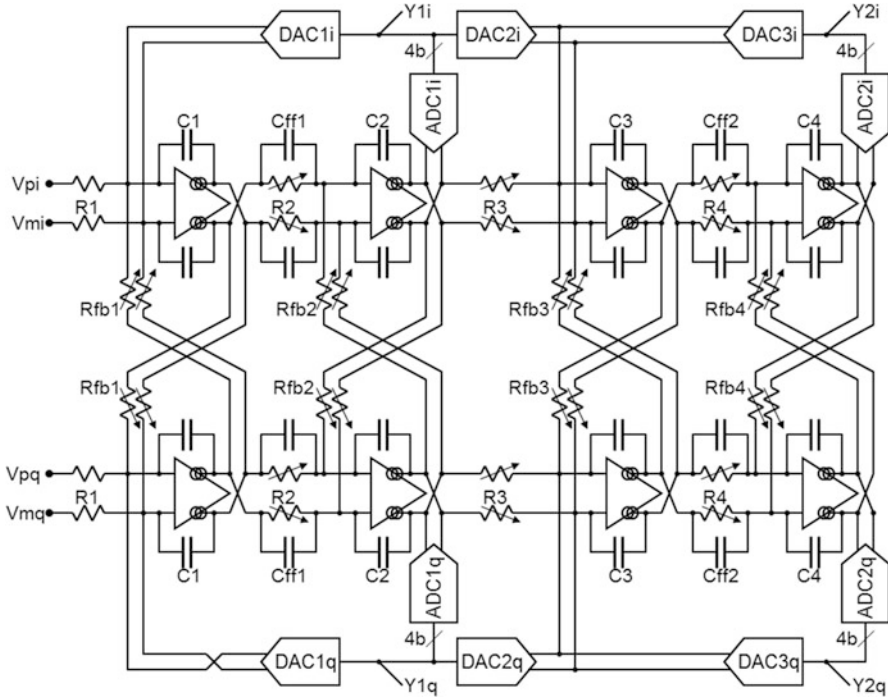 Y1i Y2i
DAC1i DAC2i DAC3i
4b 4b
ADC1i ADC2i
C1 Cff1 C2 C3 Cff2 C4
Vpi
Vmi R1 R2 R3 R4
Rfb1 Rfb2 Rfb3 Rfb4
Rfb1 Rfb2 Rfb3 Rfb4
Vpq
Vmq R1 R2 R3 R4
C1 Cff1 C2 C3 Cff2 C4
ADC1q ADC2q
4b 4b
DAC1q DAC2q DAC3q
Y1q Y2q